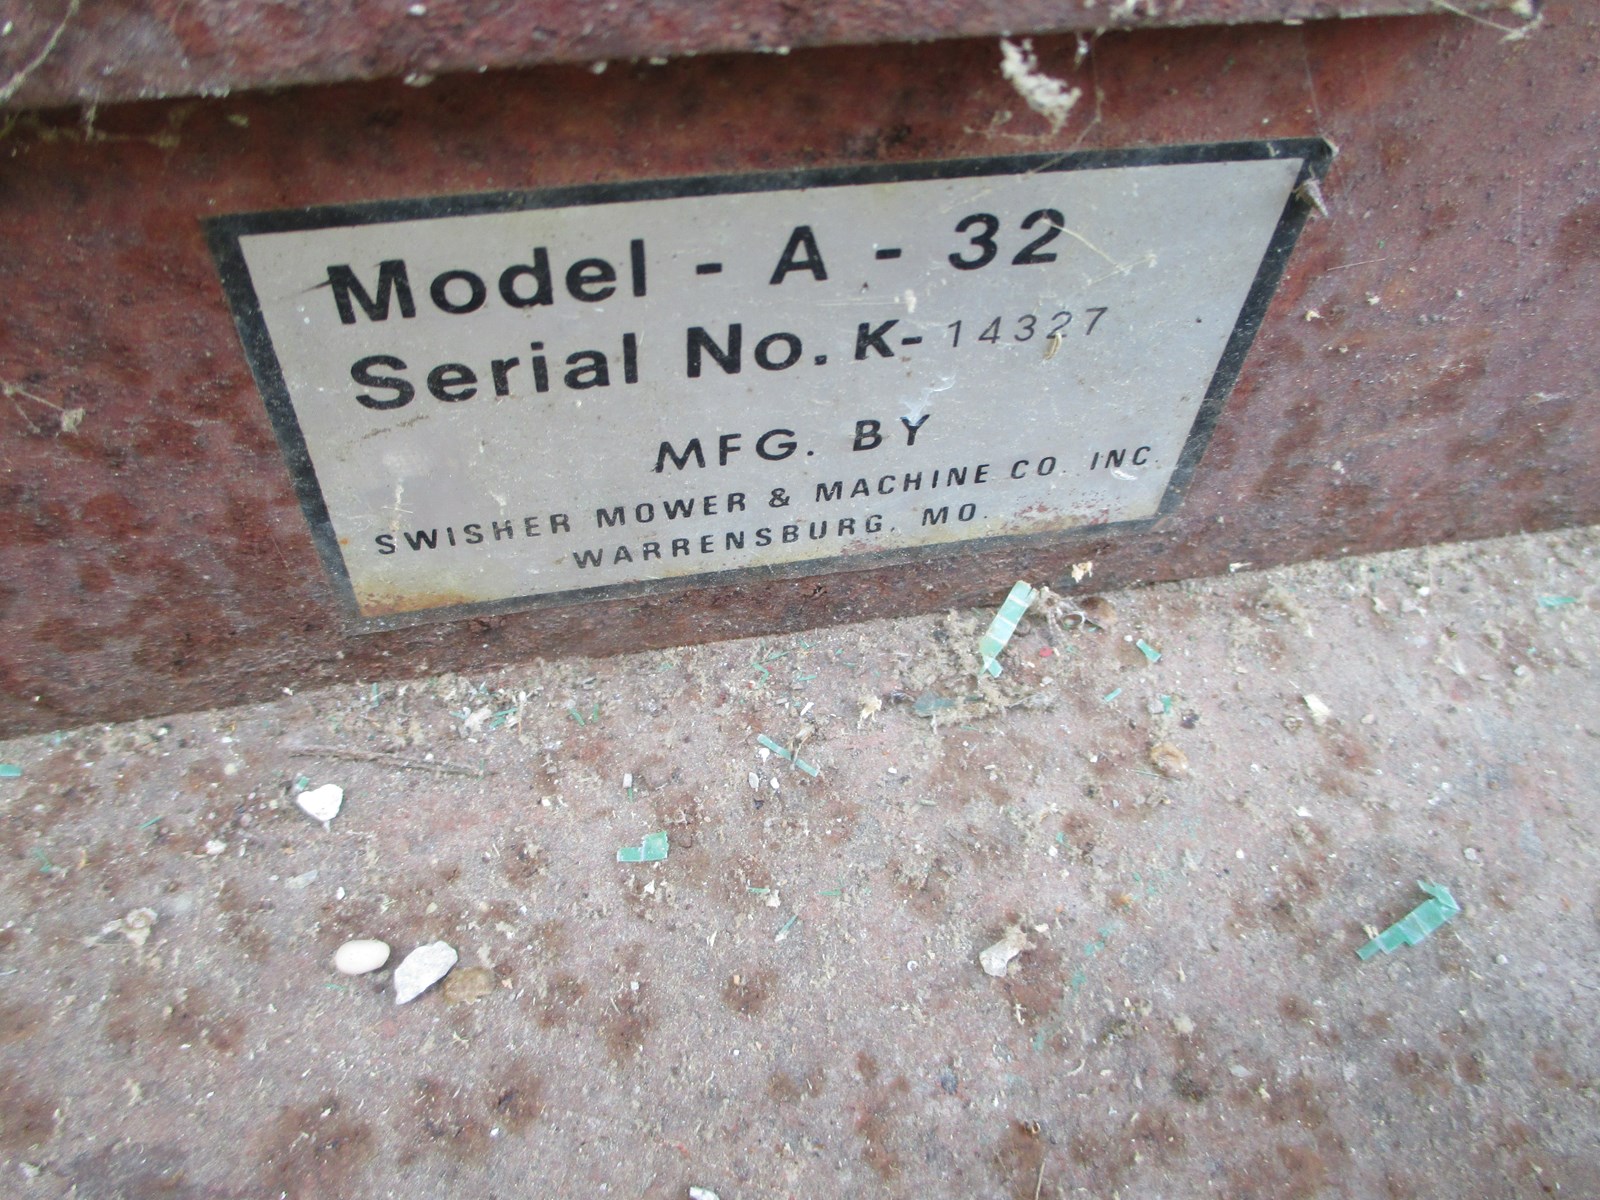 Model - A - 32
Serial No. K-14327
MFG. BY
SWISHER MOWER & MACHINE CO. INC.
WARRENSBURG, MO.